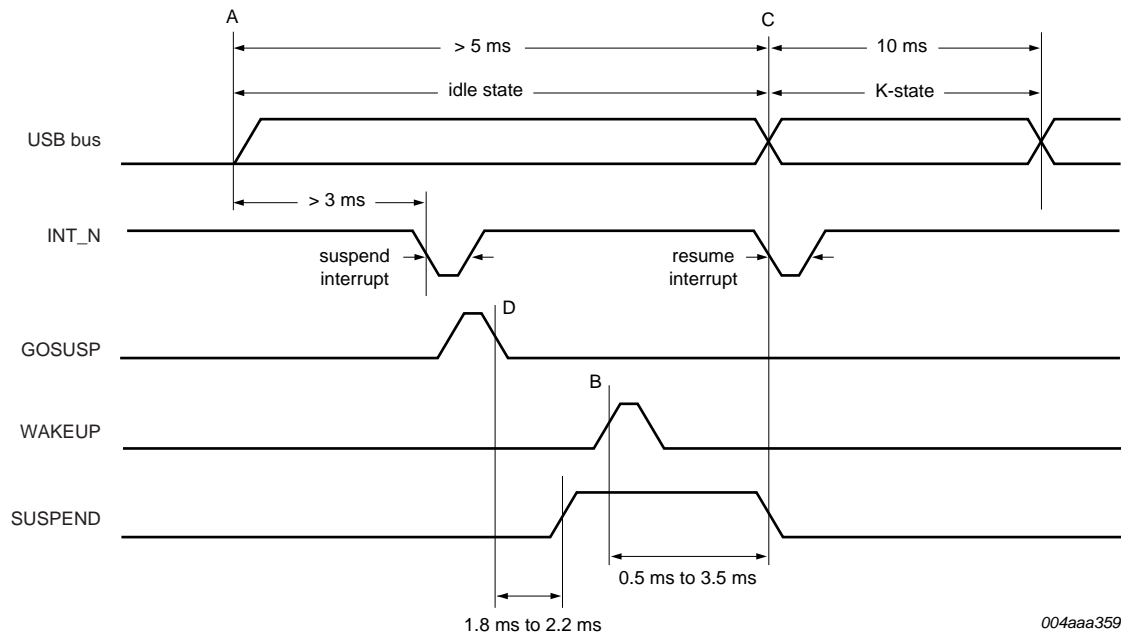 A
C
> 5 ms
10 ms
idle state
K-state
USB bus
> 3 ms
INT_N
suspend
interrupt
resume
interrupt
D
GOSUSP
B
WAKEUP
SUSPEND
0.5 ms to 3.5 ms
1.8 ms to 2.2 ms
004aaa359